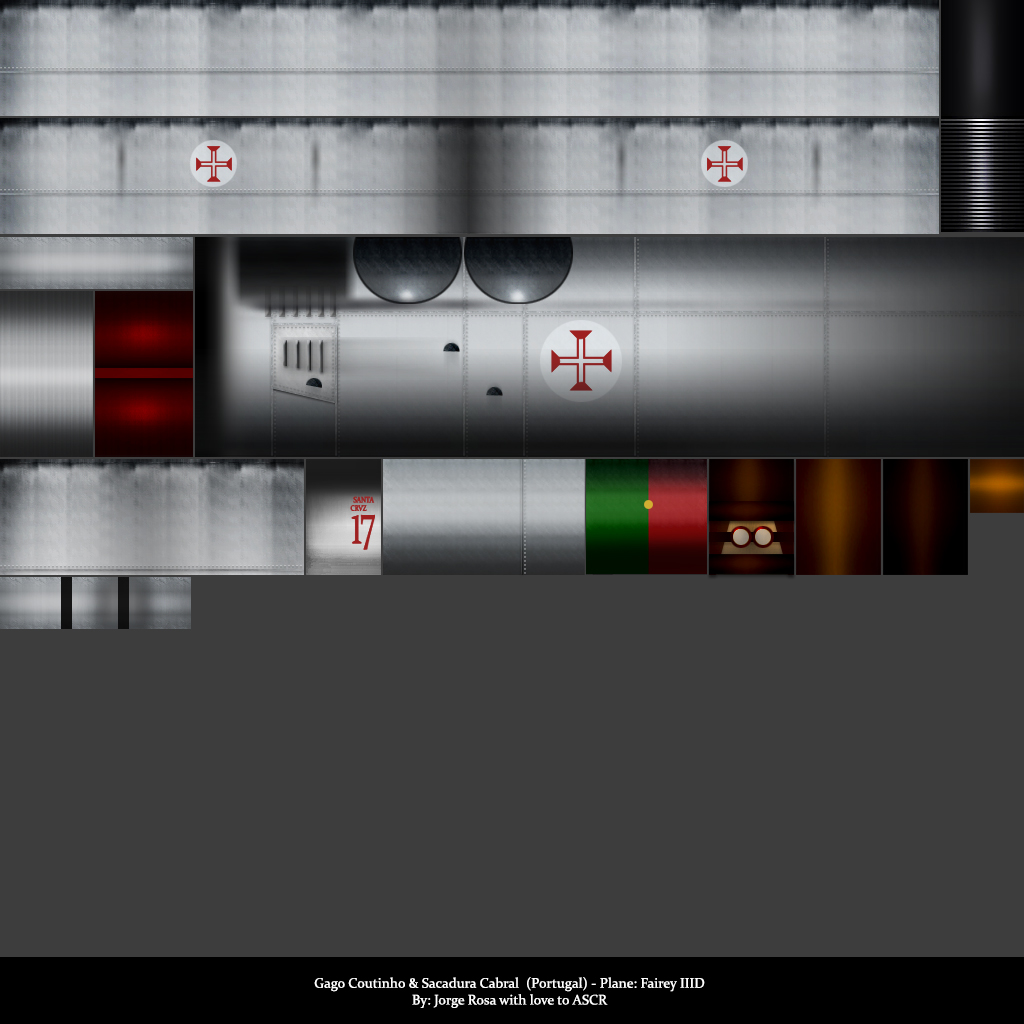 SANTA
CRVZ
17
Gago Coutinho & Sacadura Cabral (Portugal) - Plane: Fairey IIID
By: Jorge Rosa with love to ASCR